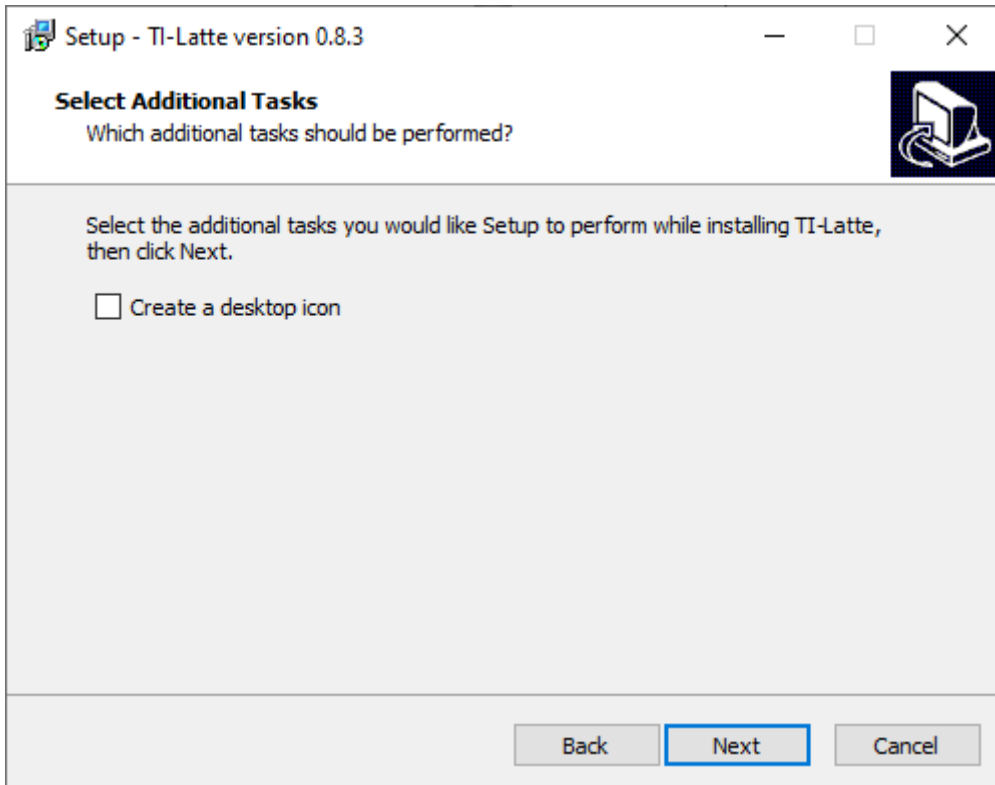 Setup - TI-Latte version 0.8.3
Select Additional Tasks
Which additional tasks should be performed?
Select the additional tasks you would like Setup to perform while installing TI-Latte,
then click Next.
Create a desktop icon
Back Next Cancel